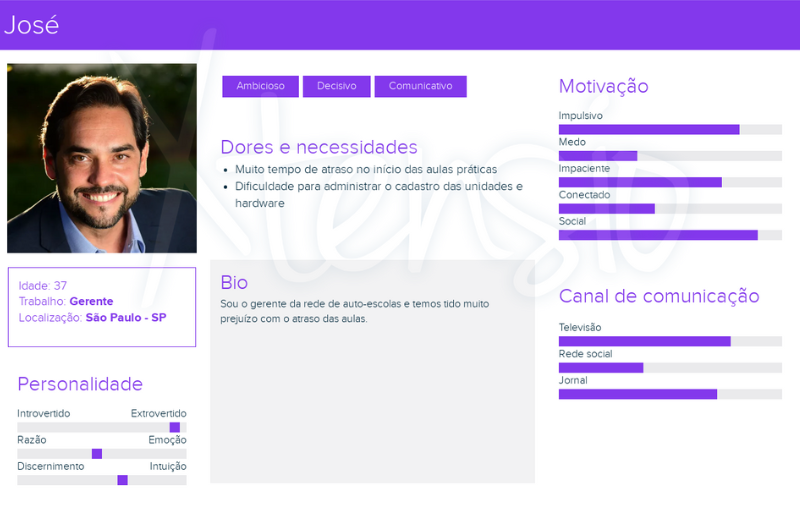 José
Ambicioso
Decisivo
Comunicativo
Dores e necessidades
Muito tempo de atraso no início das aulas práticas
Dificuldade para administrar o cadastro das unidades e
hardware
Idade: 37
Trabalho: Gerente
Localização: São Paulo - SP
Personalidade
Introvertido Extrovertido
Razão Emoção
Discernimento Intuição
Bio
Sou o gerente da rede de auto-escolas e temos tido muito
prejuízo com o atraso das aulas.
Motivação
Impulsivo
Medo
Impaciente
Conectado
Social
Canal de comunicação
Televisão
Rede social
Jornal
Xtensio